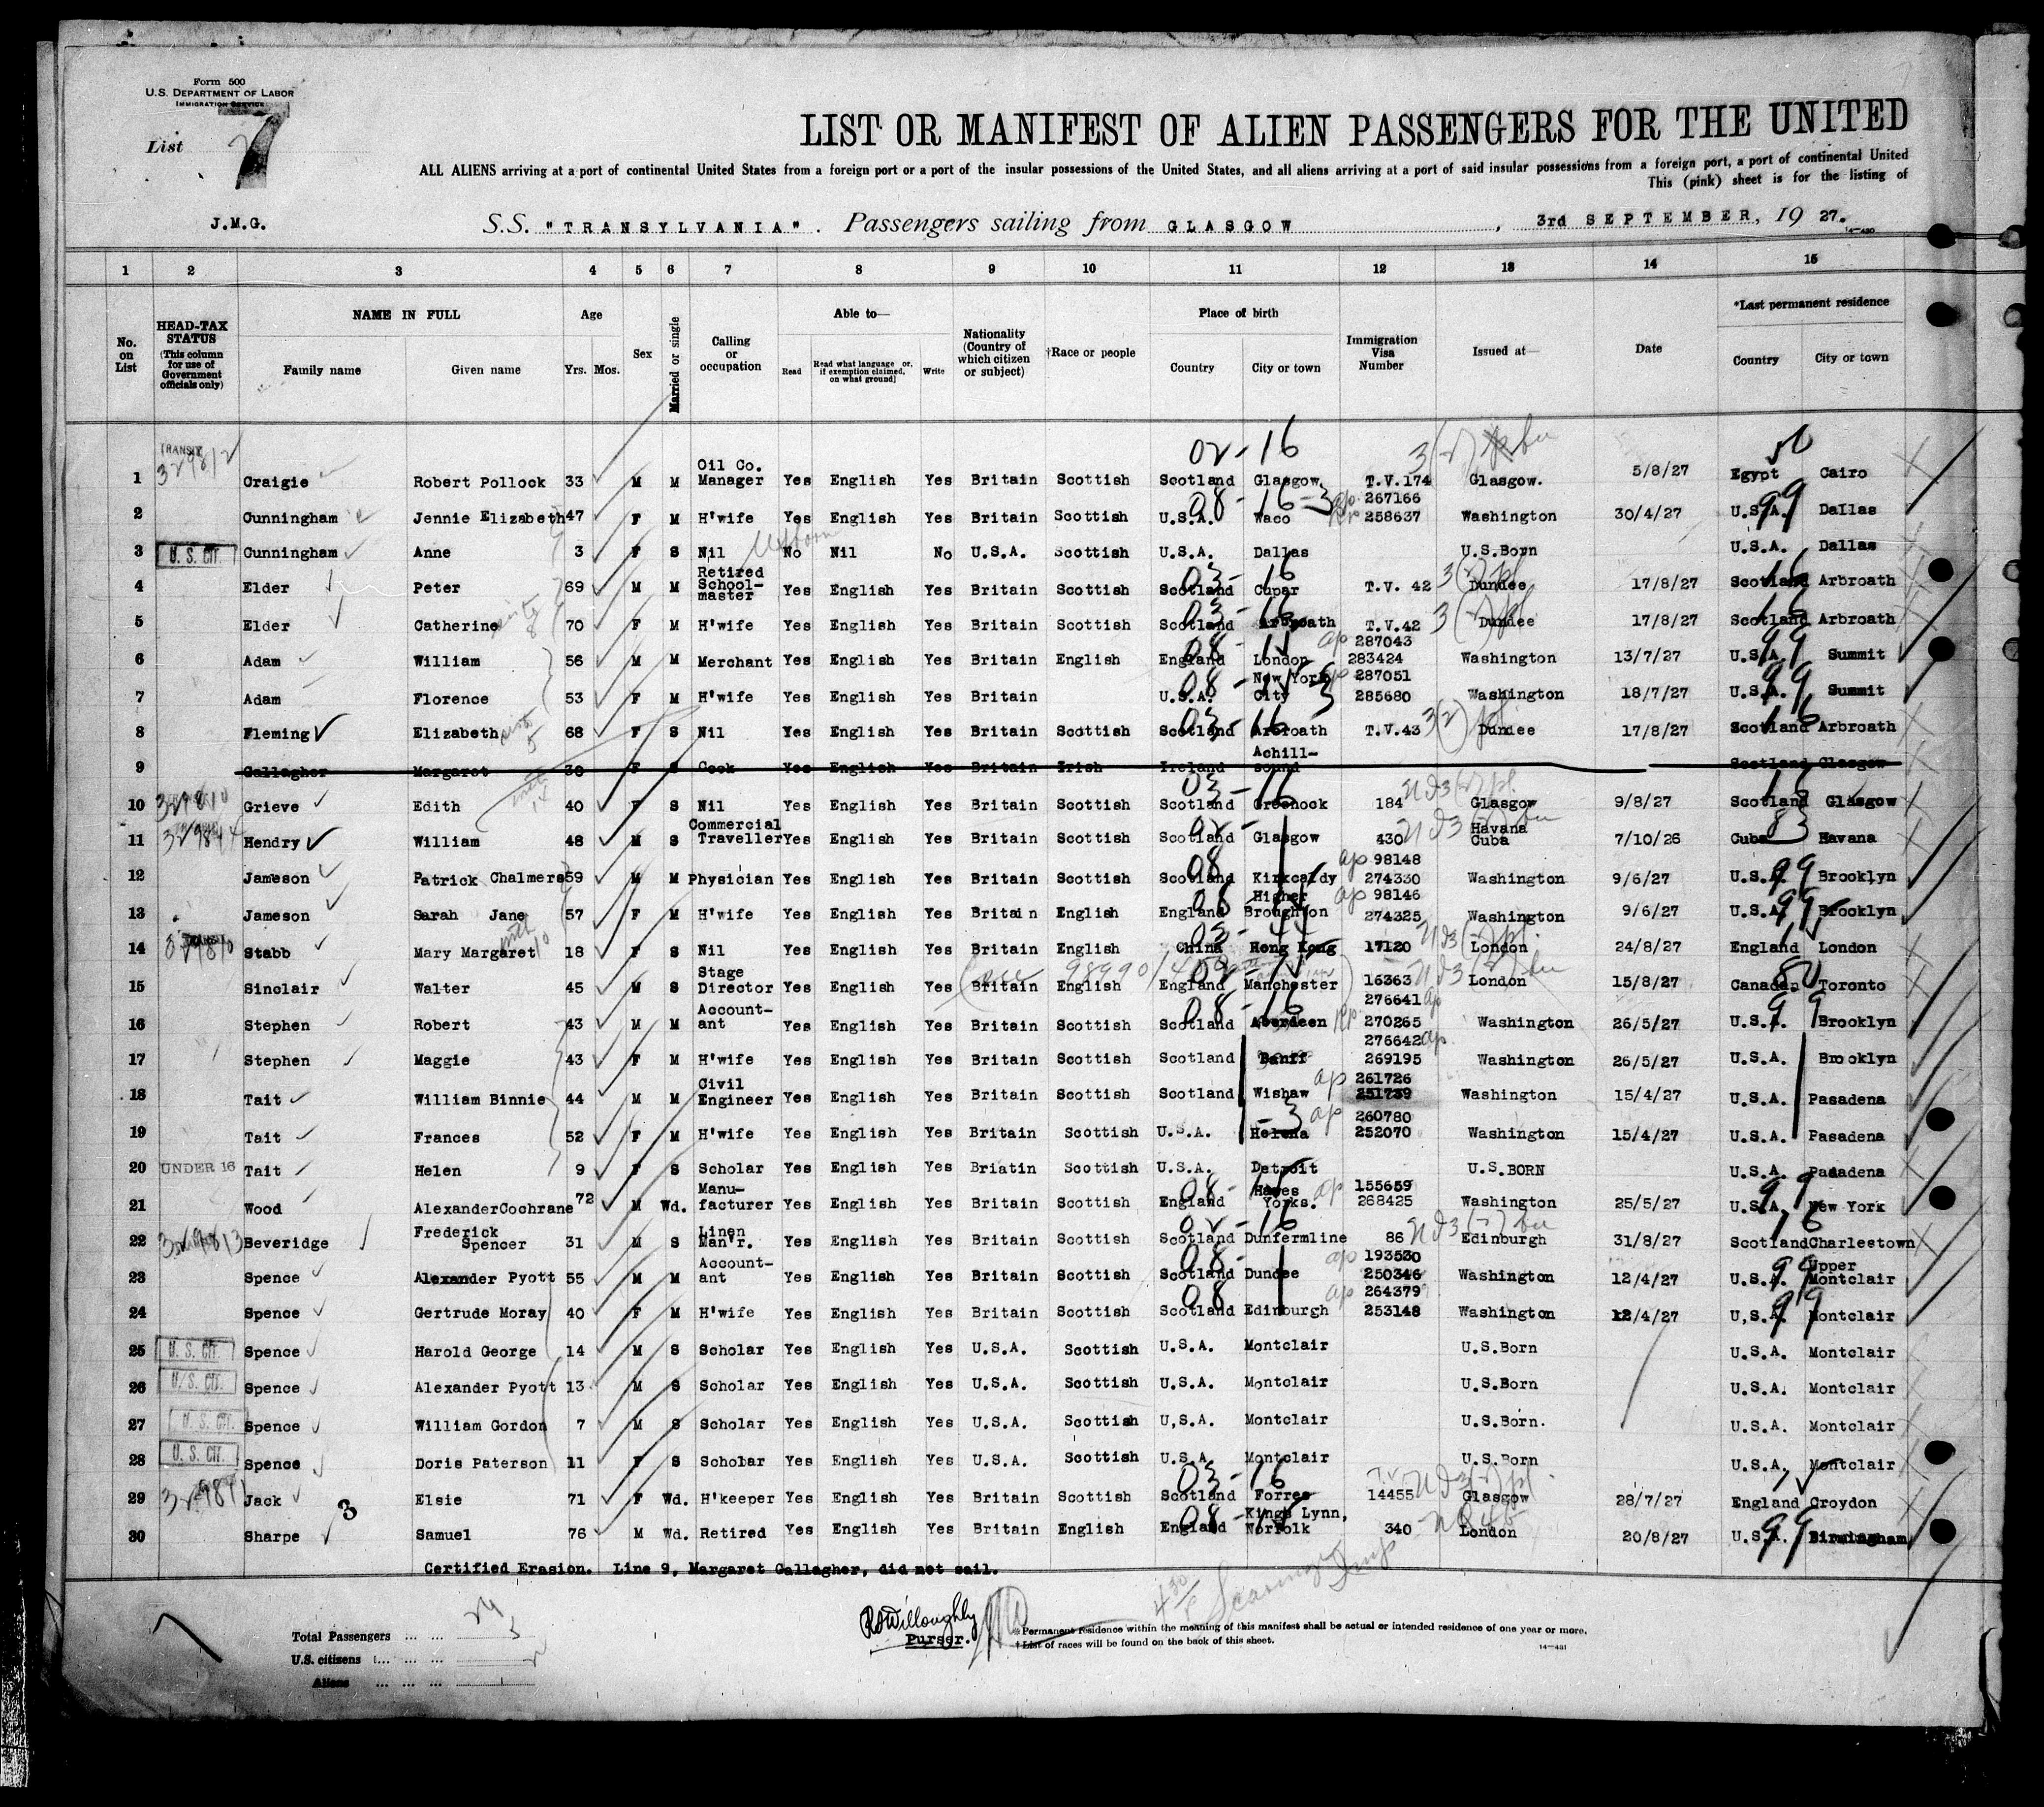 Form 500
U.S. DEPARTMENT OF LABOR
IMMIGRATION SERVICE
List 7
LIST OR MANIFEST OF ALIEN PASSENGERS FOR THE UNITED
ALL ALIENS arriving at a port of continental United States from a foreign port or a port of the insular possessions of the United States, and all aliens arriving at a port of said insular possessions from a foreign port, a port of continental United
This (pink) sheet is for the listing of
J.M.G. S.S. "TRANSYLVANIA". Passengers sailing from GLASGOW, 3rd SEPTEMBER, 19 27.
14—430
1 2 3 4 5 6 7 8 9 10 11 12 13 14 15
No. on List
HEAD-TAX STATUS (This column for use of Government officials only)
NAME IN FULL Family name Given name
Age Yrs. Mos.
Sex
Married or single
Calling or occupation
Able to— Read Read what language or, if exemption claimed, on what ground] Write
Nationality (Country of which citizen or subject)
†Race or people
Place of birth Country City or town
Immigration Visa Number
Issued at—
Date
*Last permanent residence Country City or town
1 TRANSIT Craigie Robert Pollock 33 M M Oil Co. Manager Yes English Yes Britain Scottish Scotland Glasgow T.V.174 Glasgow. 5/8/27 Egypt Cairo
2 Cunningham Jennie Elizabeth 47 F M H'wife Yes English Yes Britain Scottish U.S.A. Waco 267166 258637 Washington 30/4/27 U.S.A. Dallas
3 U.S. CIT. Cunningham Anne 3 F S Nil No Nil No U.S.A. Scottish U.S.A. Dallas U.S.Born U.S.A. Dallas
4 Elder Peter 69 M M Retired School-master Yes English Yes Britain Scottish Scotland Cupar T.V. 42 Dundee 17/8/27 Scotland Arbroath
5 Elder Catherine 70 F M H'wife Yes English Yes Britain Scottish Scotland Arbroath T.V.42 Dundee 17/8/27 Scotland Arbroath
6 Adam William 56 M M Merchant Yes English Yes Britain English England London 287043 283424 Washington 13/7/27 U.S.A. Summit
7 Adam Florence 53 F M H'wife Yes English Yes Britain U.S.A. New York City 287051 285680 Washington 18/7/27 U.S.A. Summit
8 Fleming Elizabeth 68 F S Nil Yes English Yes Britain Scottish Scotland Arbroath T.V.43 Dundee 17/8/27 Scotland Arbroath
9 Gallagher Margaret 30 F S Cook Yes English Yes Britain Irish Ireland Achill-sound Scotland Glasgow
10 Grieve Edith 40 F S Nil Yes English Yes Britain Scottish Scotland Greenock 184 Glasgow 9/8/27 Scotland Glasgow
11 Hendry William 48 M S Commercial Traveller Yes English Yes Britain Scottish Scotland Glasgow 430 Havana Cuba 7/10/26 Cuba Havana
12 Jameson Patrick Chalmers 59 M M Physician Yes English Yes Britain Scottish Scotland Kirkcaldy 98148 274330 Washington 9/6/27 U.S.A. Brooklyn
13 Jameson Sarah Jane 57 F M H'wife Yes English Yes Britain English England Higher Broughton 98146 274325 Washington 9/6/27 U.S.A. Brooklyn
14 Stabb Mary Margaret 18 F S Nil Yes English Yes Britain English China Hong Kong 17120 London 24/8/27 England London
15 Sinclair Walter 45 M S Stage Director Yes English Yes Britain English England Manchester 16363 London 15/8/27 Canada Toronto
16 Stephen Robert 43 M M Account-ant Yes English Yes Britain Scottish Scotland Aberdeen 276641 270265 Washington 26/5/27 U.S.A. Brooklyn
17 Stephen Maggie 43 F M H'wife Yes English Yes Britain Scottish Scotland Banff 276642 269195 Washington 26/5/27 U.S.A. Brooklyn
18 Tait William Binnie 44 M M Civil Engineer Yes English Yes Britain Scottish Scotland Wishaw 261726 251739 Washington 15/4/27 U.S.A. Pasadena
19 Tait Frances 52 F M H'wife Yes English Yes Britain Scottish U.S.A. Helena 260780 252070 Washington 15/4/27 U.S.A. Pasadena
20 UNDER 16 Tait Helen 9 F S Scholar Yes English Yes Briatin Scottish U.S.A. Detroit U.S.BORN U.S.A. Pasadena
21 Wood AlexanderCochrane 72 M Wd. Manu-facturer Yes English Yes Britain Scottish England Hawes Yorks. 155659 268425 Washington 25/5/27 U.S.A. New York
22 Beveridge Frederick Spencer 31 M S Linen Man'r. Yes English Yes Britain Scottish Scotland Dunfermline 86 Edinburgh 31/8/27 Scotland Charlestown
23 Spence Alexander Pyott 55 M M Account-ant Yes English Yes Britain Scottish Scotland Dundee 193530 250346 Washington 12/4/27 U.S.A. Upper Montclair
24 Spence Gertrude Moray 40 F M H'wife Yes English Yes Britain Scottish Scotland Edinburgh 264379 253148 Washington 12/4/27 U.S.A. Montclair
25 U.S. CIT. Spence Harold George 14 M S Scholar Yes English Yes U.S.A. Scottish U.S.A. Montclair U.S.Born U.S.A. Montclair
26 U.S. CIT. Spence Alexander Pyott 13 M S Scholar Yes English Yes U.S.A. Scottish U.S.A. Montclair U.S.Born U.S.A. Montclair
27 U.S. CIT. Spence William Gordon 7 M S Scholar Yes English Yes U.S.A. Scottish U.S.A. Montclair U.S.Born. U.S.A. Montclair
28 U.S. CIT. Spence Doris Paterson 11 F S Scholar Yes English Yes U.S.A. Scottish U.S.A. Montclair U.S.Born U.S.A. Montclair
29 Jack Elsie 71 F Wd. H'keeper Yes English Yes Britain Scottish Scotland Forres 14455 Glasgow 28/7/27 England Croydon
30 Sharpe Samuel 76 M Wd. Retired Yes English Yes Britain English England Kings Lynn, Norfolk 340 London 20/8/27 U.S.A. Birmingham
Certified Erasion. Line 9, Margaret Gallagher, did not sail.
RSWilloughby
Purser.
Total Passengers
U.S. citizens
Aliens
* Permanent residence within the meaning of this manifest shall be actual or intended residence of one year or more.
† List of races will be found on the back of this sheet.
14—431